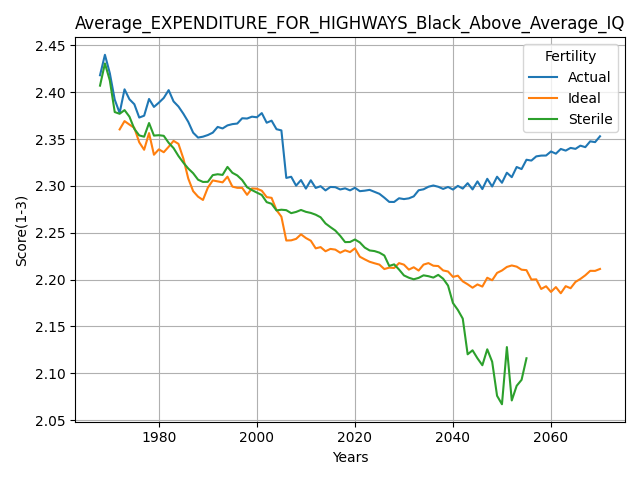 Average_EXPENDITURE_FOR_HIGHWAYS_Black_Above_Average_IQ
Score(1-3)
2.45
2.40
2.35
2.30
2.25
2.20
2.15
2.10
2.05
Fertility
Actual
Ideal
Sterile
1980
2000
2020
2040
2060
Years